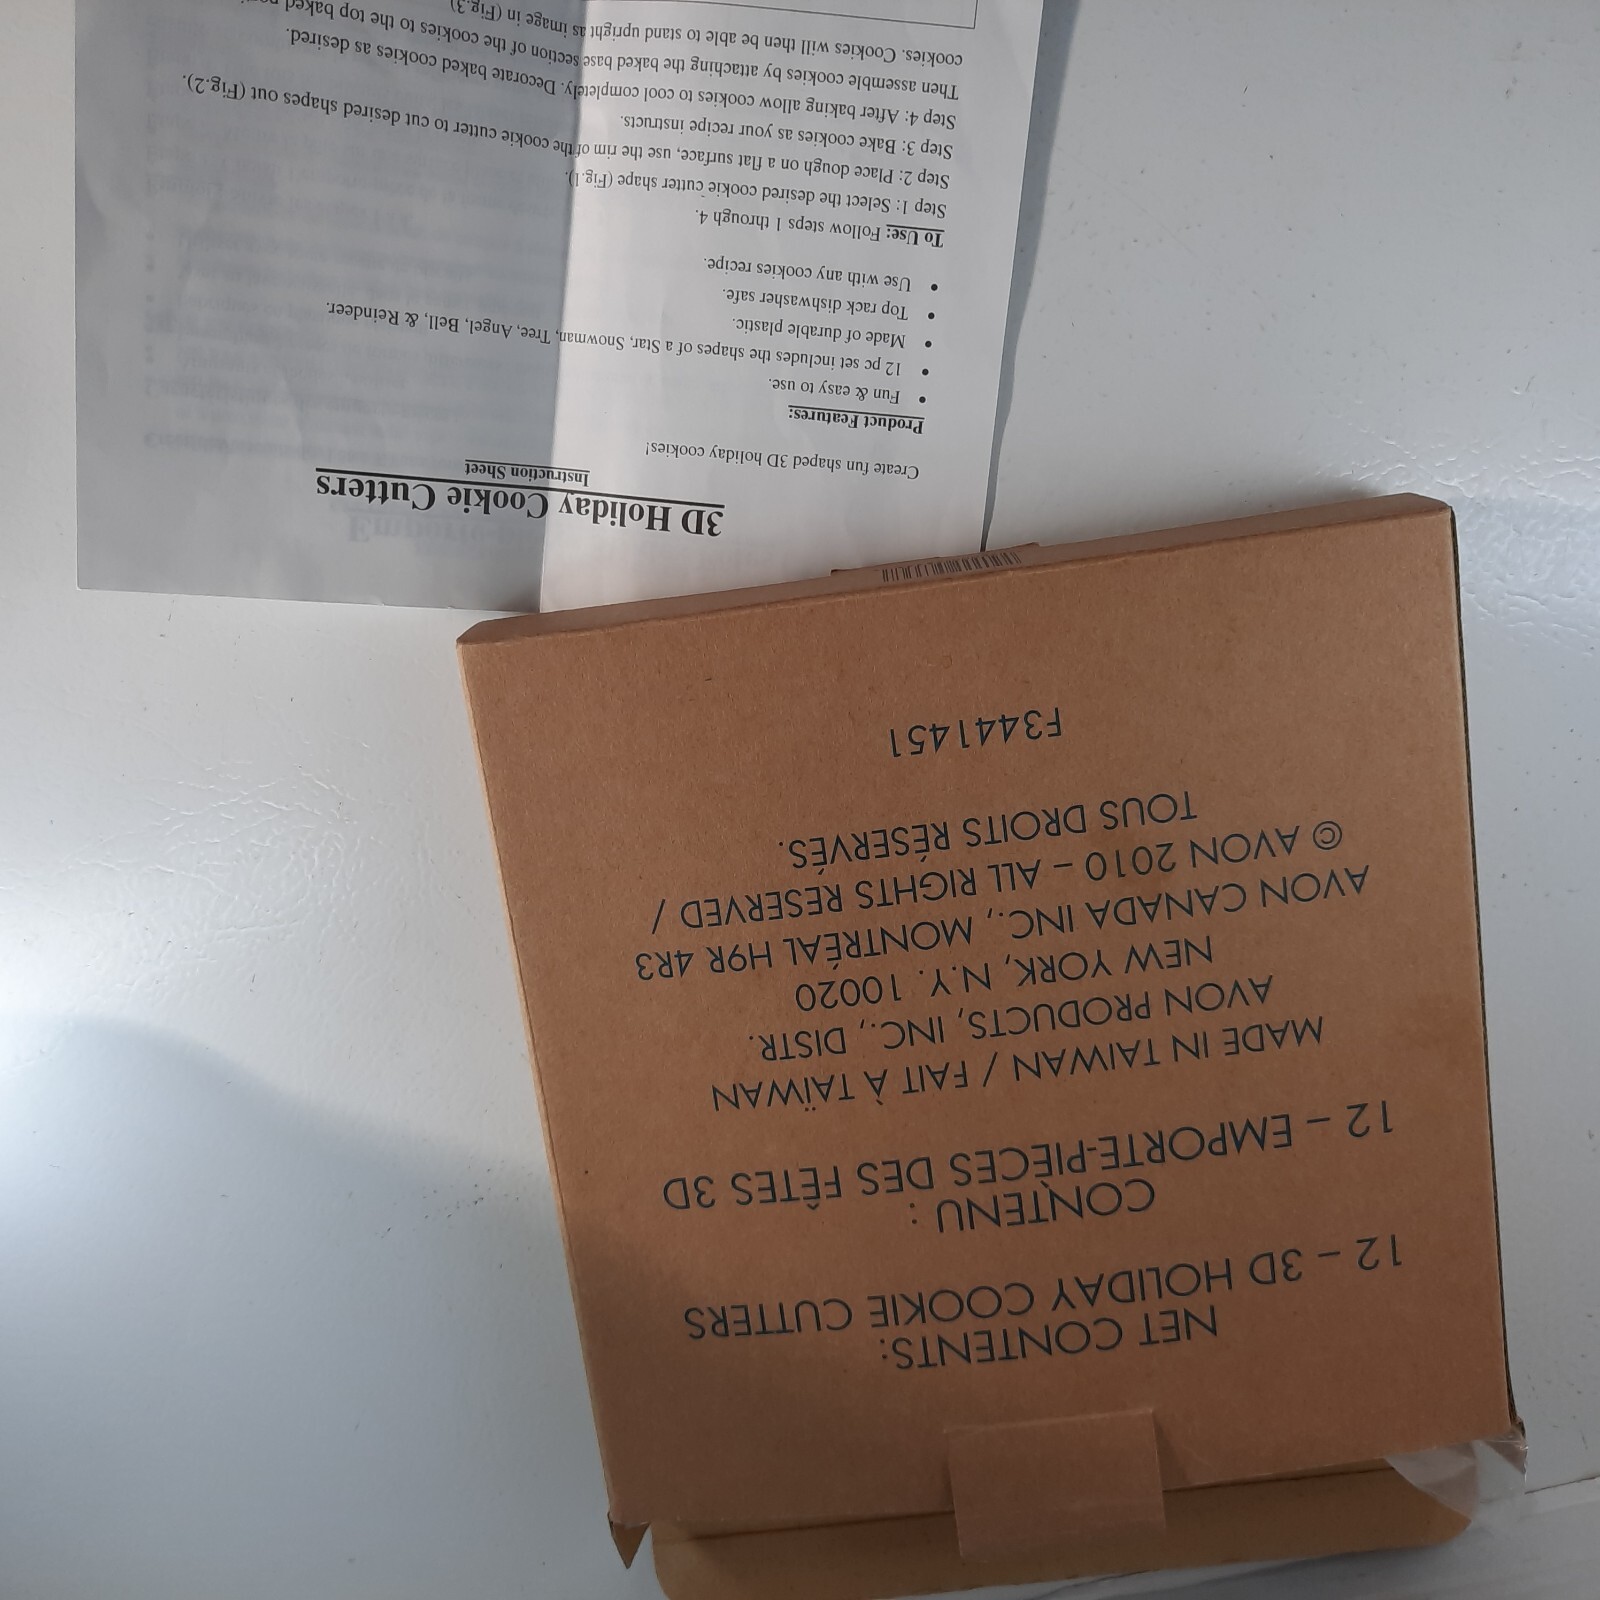 3D Holiday Cookie Cutters
Instruction Sheet
Create fun shaped 3D holiday cookies!
Product Features:
• Fun & easy to use.
• 12 pc set includes the shapes of a Star, Snowman, Tree, Angel, Bell, & Reindeer.
• Made of durable plastic.
• Top rack dishwasher safe.
• Use with any cookies recipe.
To Use: Follow steps 1 through 4.
Step 1: Select the desired cookie cutter shape (Fig.1).
Step 2: Place dough on a flat surface, use the rim of the cookie cutter to cut desired shapes out (Fig.2).
Step 3: Bake cookies as your recipe instructs.
Step 4: After baking allow cookies to cool completely. Decorate baked cookies as desired.
Then assemble cookies by attaching the baked base section of the cookies to the top baked
cookies. Cookies will then be able to stand upright as image in (Fig.3)
NET CONTENTS:
12 – 3D HOLIDAY COOKIE CUTTERS
CONTENU :
12 – EMPORTE-PIÈCES DES FÊTES 3D
MADE IN TAIWAN / FAIT À TAÏWAN
AVON PRODUCTS, INC., DISTR.
NEW YORK, N.Y. 10020
AVON CANADA INC., MONTRÉAL H9R 4R3
© AVON 2010 – ALL RIGHTS RESERVED /
TOUS DROITS RÉSERVÉS.
F3441451